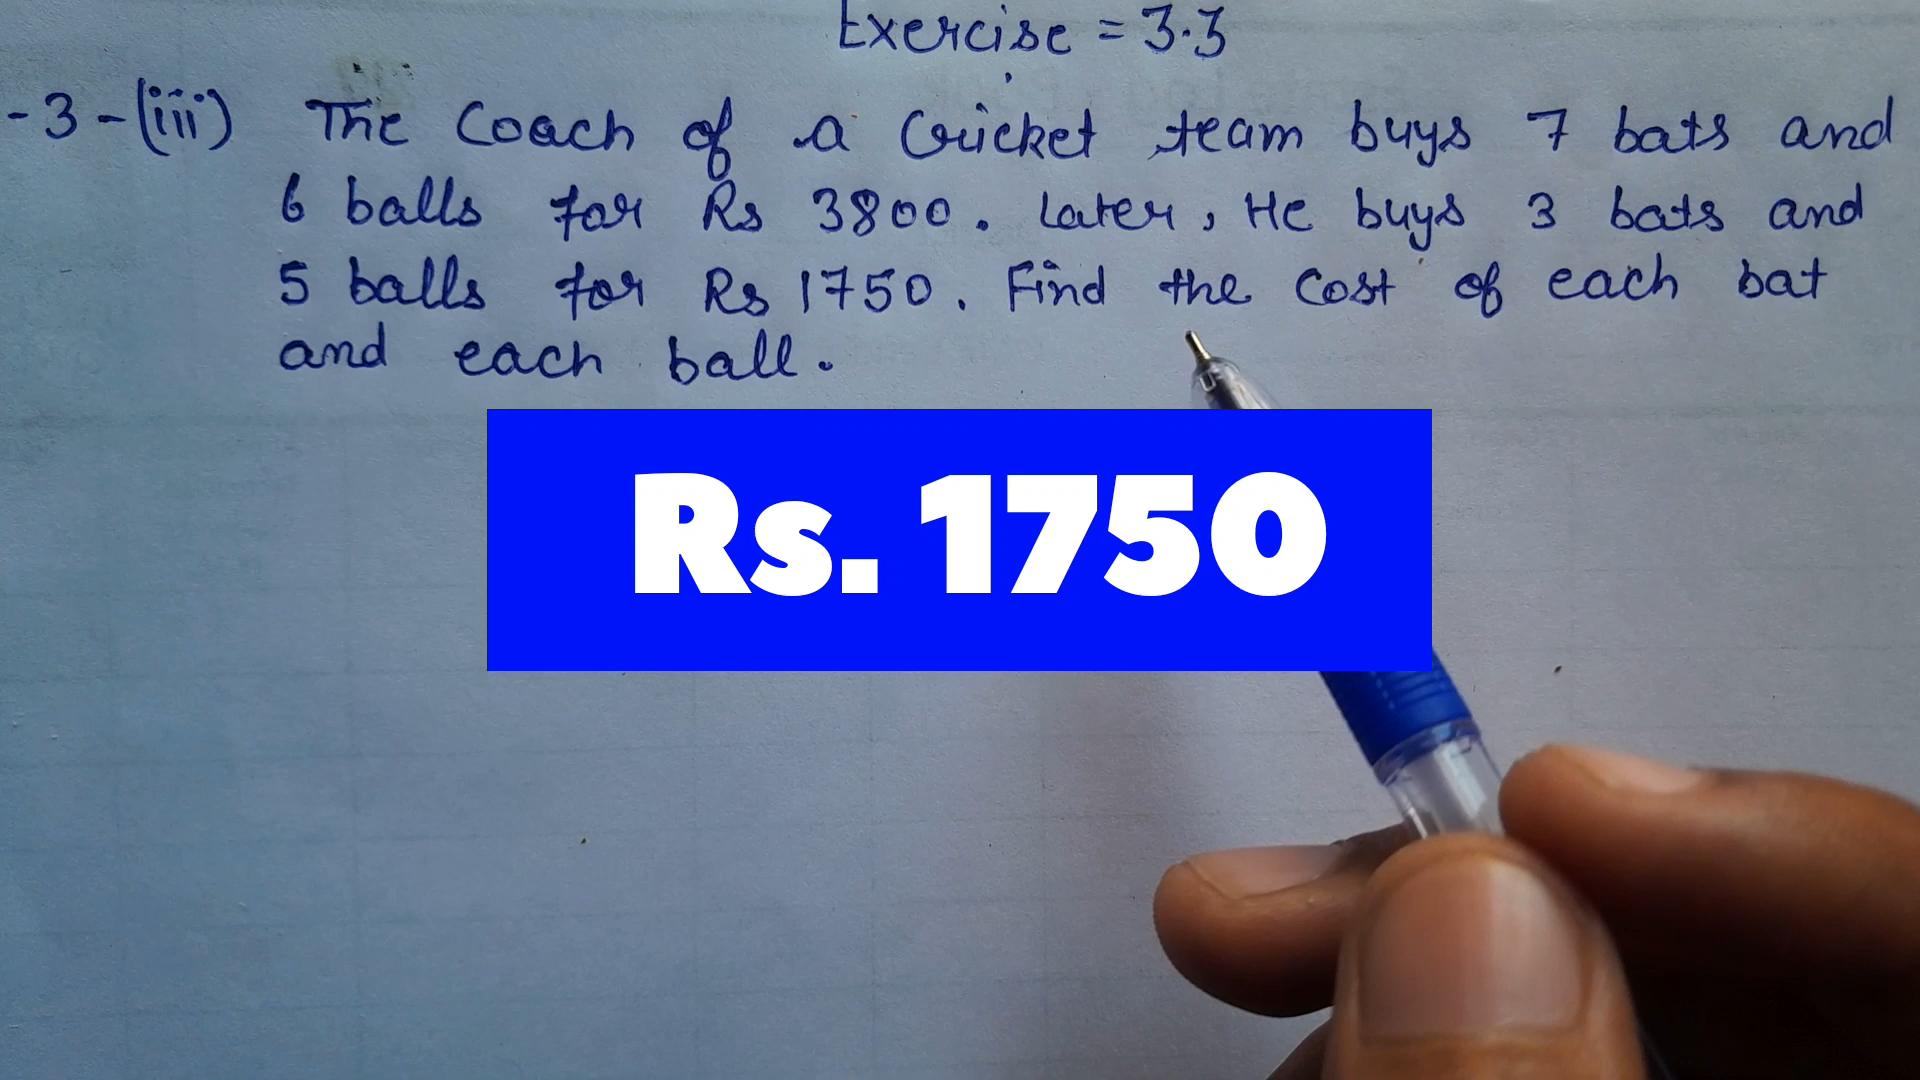 Exercise = 3.3
-3-(iii) The Coach of a Cricket team buys 7 bats and
6 balls for Rs 3800. Later, He buys 3 bats and
5 balls for Rs 1750. Find the Cost of each bat
and each ball.
Rs. 1750